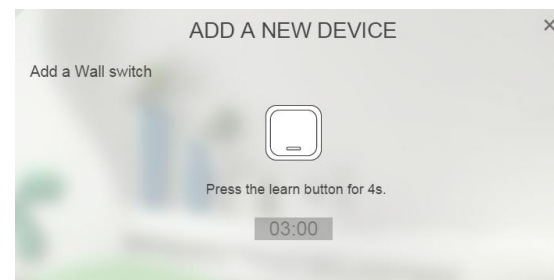 ADD A NEW DEVICE
Add a Wall switch
Press the learn button for 4s.
03:00